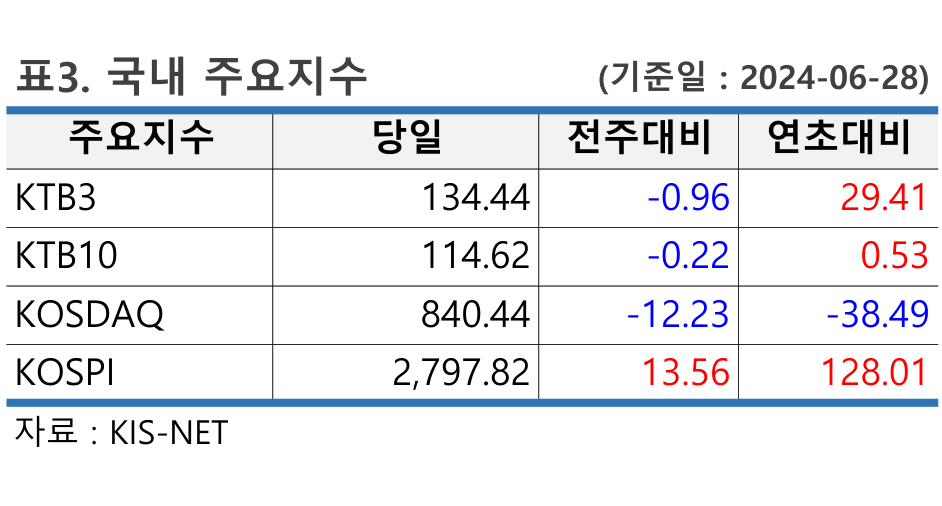 표3. 국내 주요지수 (기준일 : 2024-06-28)
주요지수 당일 전주대비 연초대비
KTB3 134.44 -0.96 29.41
KTB10 114.62 -0.22 0.53
KOSDAQ 840.44 -12.23 -38.49
KOSPI 2,797.82 13.56 128.01
자료 : KIS-NET